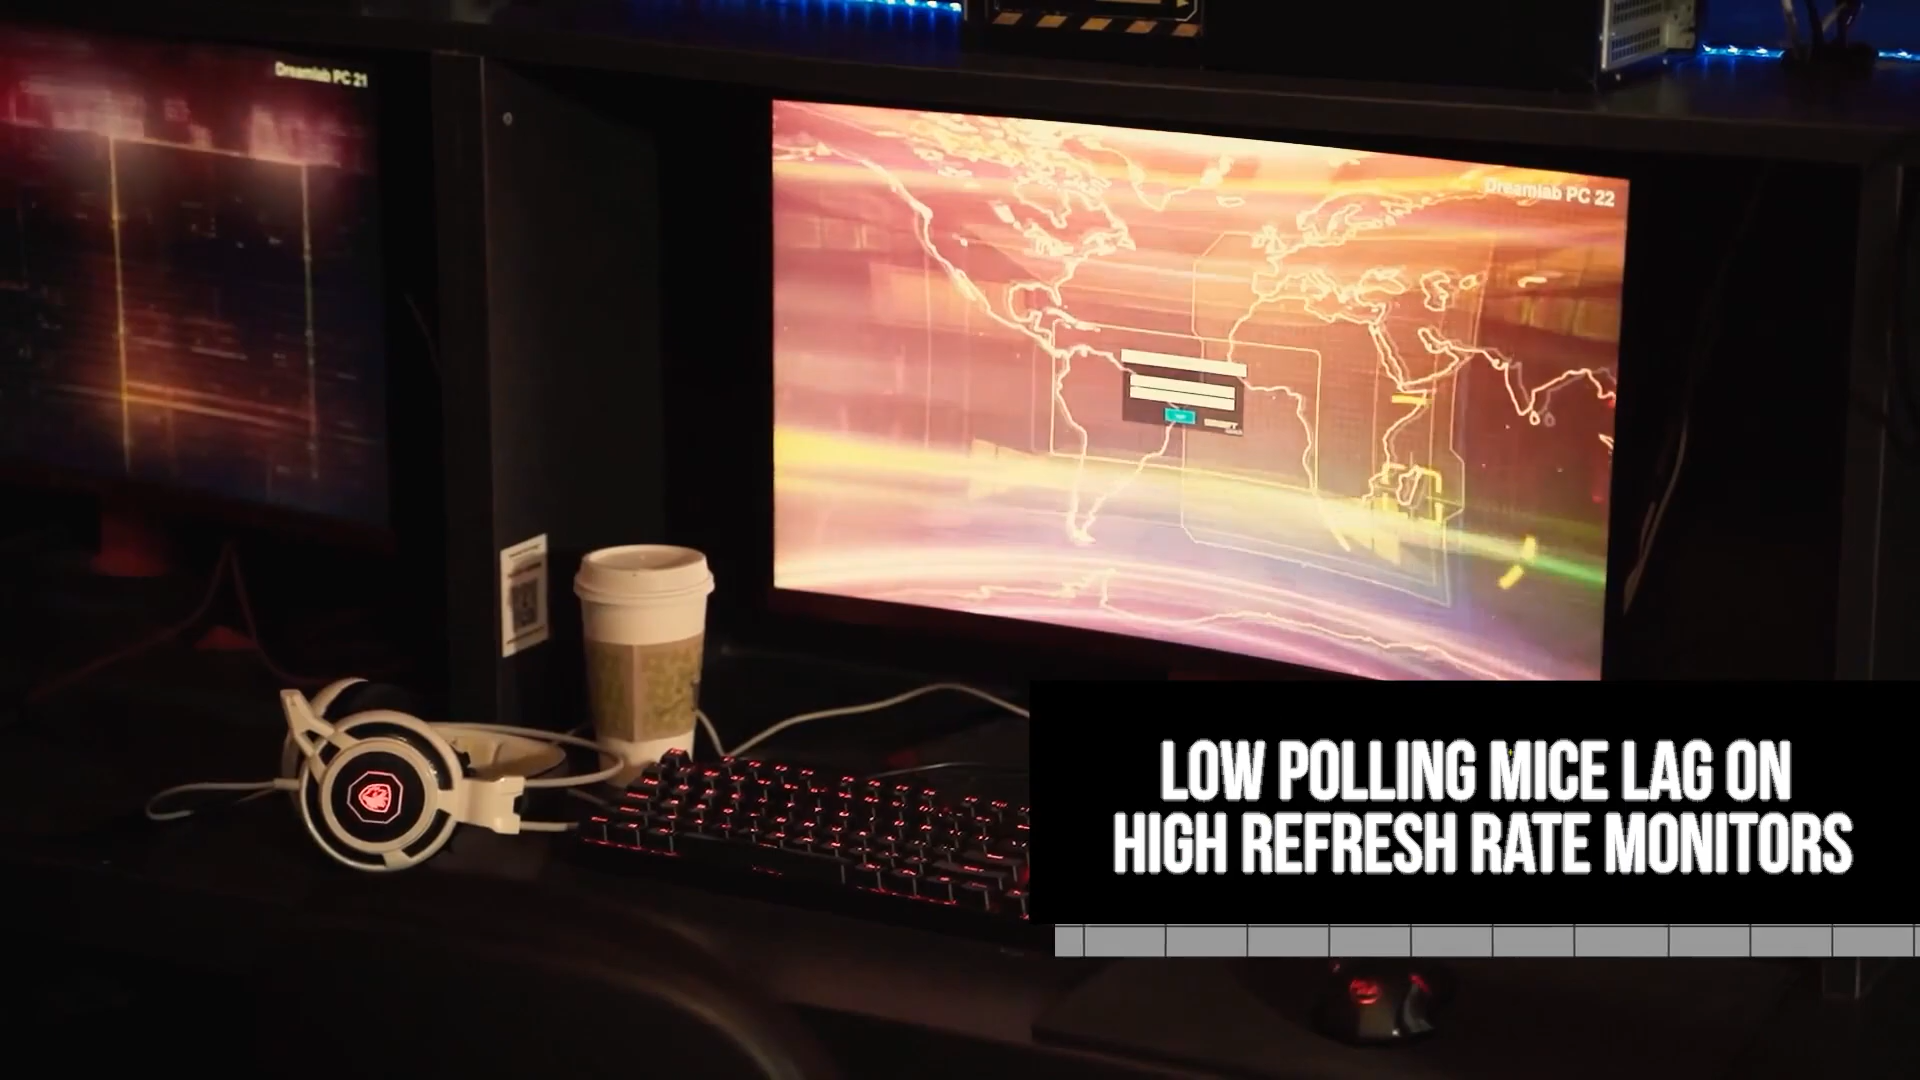 Dreamlab PC 21
Dreamlab PC 22
LOW POLLING MICE LAG ON
HIGH REFRESH RATE MONITORS